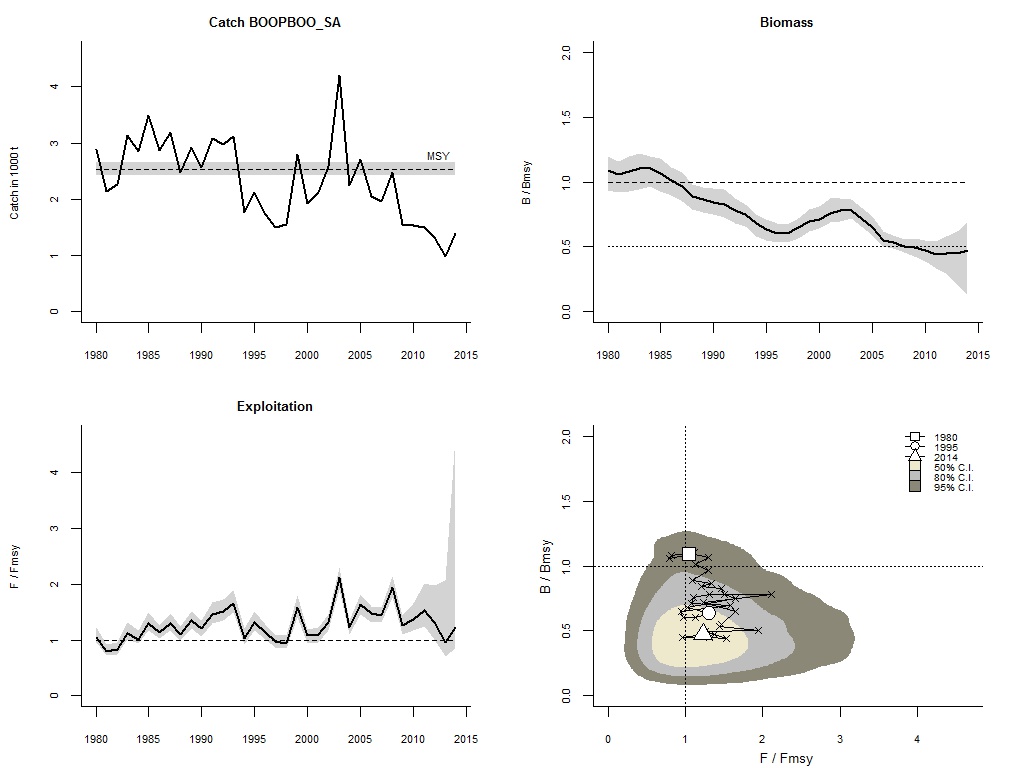 Catch BOOPBOO_SA
Catch in 1000 t
4
3
2
1
0
MSY
1980 1985 1990 1995 2000 2005 2010 2015
Biomass
B / Bmsy
2.0
1.5
1.0
0.5
0.0
1980 1985 1990 1995 2000 2005 2010 2015
Exploitation
F / Fmsy
4
3
2
1
0
1980 1985 1990 1995 2000 2005 2010 2015
B / Bmsy
2.0
1.5
1.0
0.5
0.0
1980
1995
2014
50% C.I.
80% C.I.
95% C.I.
0 1 2 3 4
F / Fmsy